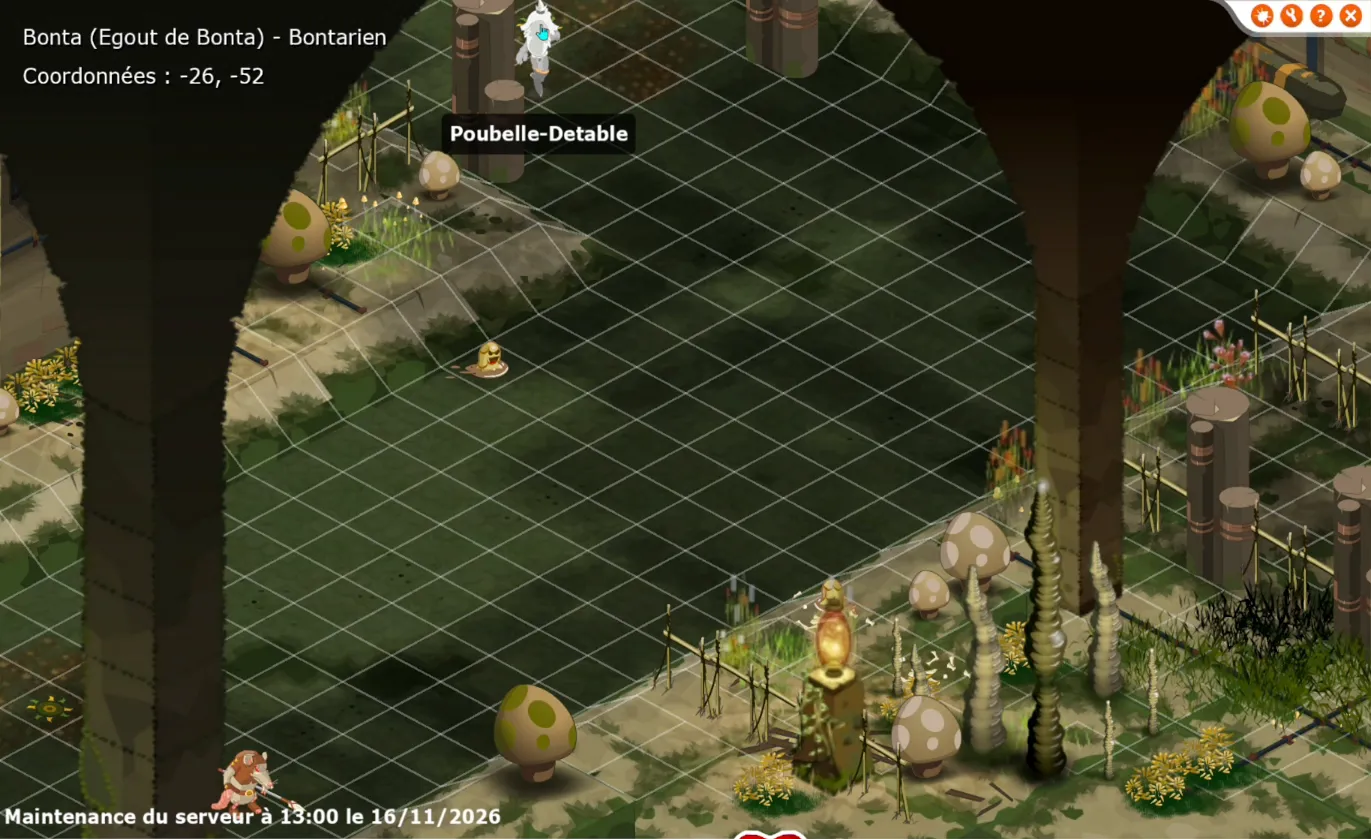 Bonta (Egout de Bonta) - Bontarien
Coordonnées : -26, -52
?
Poubelle-Detable
Maintenance du serveur à 13:00 le 16/11/2026